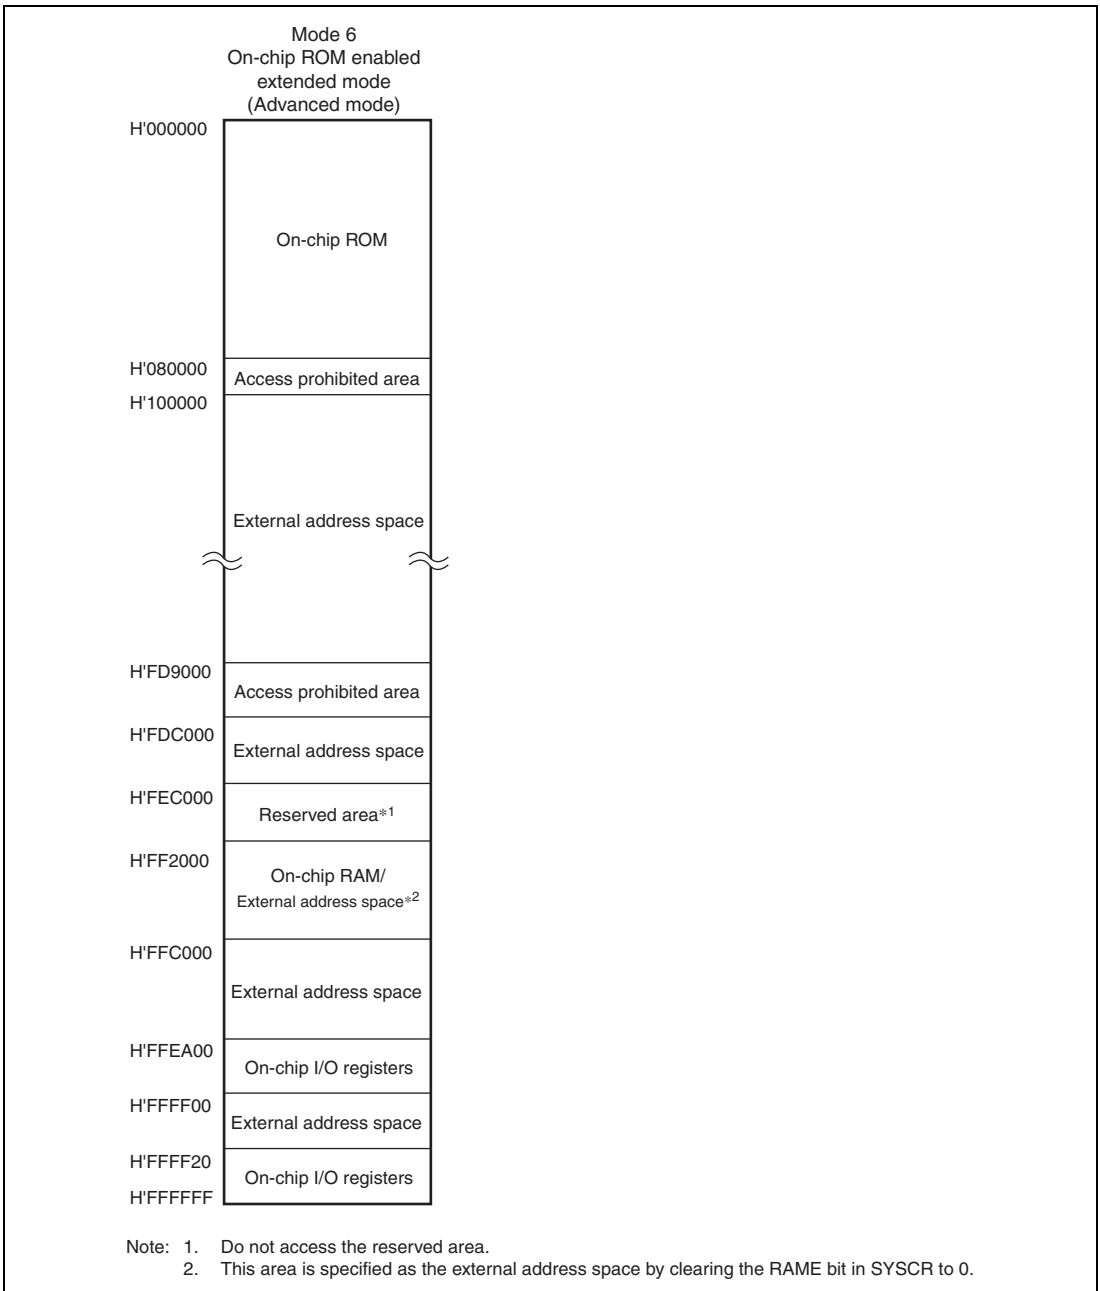 Mode 6
On-chip ROM enabled
extended mode
(Advanced mode)
H'000000
On-chip ROM
H'080000
Access prohibited area
H'100000
External address space
H'FD9000
Access prohibited area
H'FDC000
External address space
H'FEC000
Reserved area*1
H'FF2000
On-chip RAM/
External address space*2
H'FFC000
External address space
H'FFEA00
On-chip I/O registers
H'FFFF00
External address space
H'FFFF20
On-chip I/O registers
H'FFFFFF
Note: 1. Do not access the reserved area.
2. This area is specified as the external address space by clearing the RAME bit in SYSCR to 0.